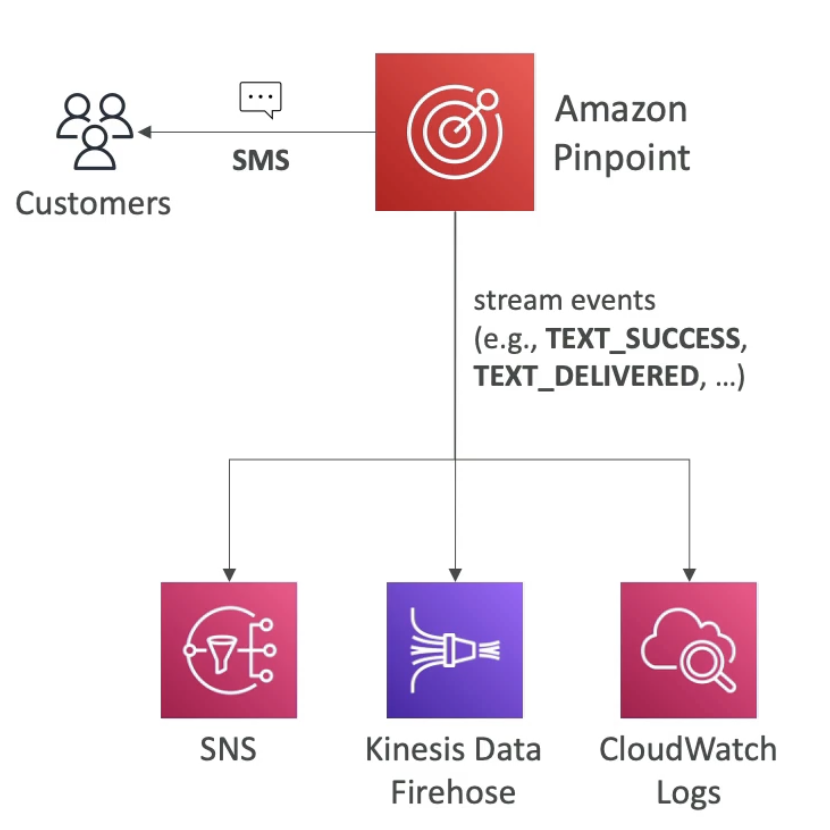 Amazon
Pinpoint
SMS
Customers
stream events
(e.g., TEXT_SUCCESS,
TEXT_DELIVERED, ...)
SNS
Kinesis Data
Firehose
CloudWatch
Logs